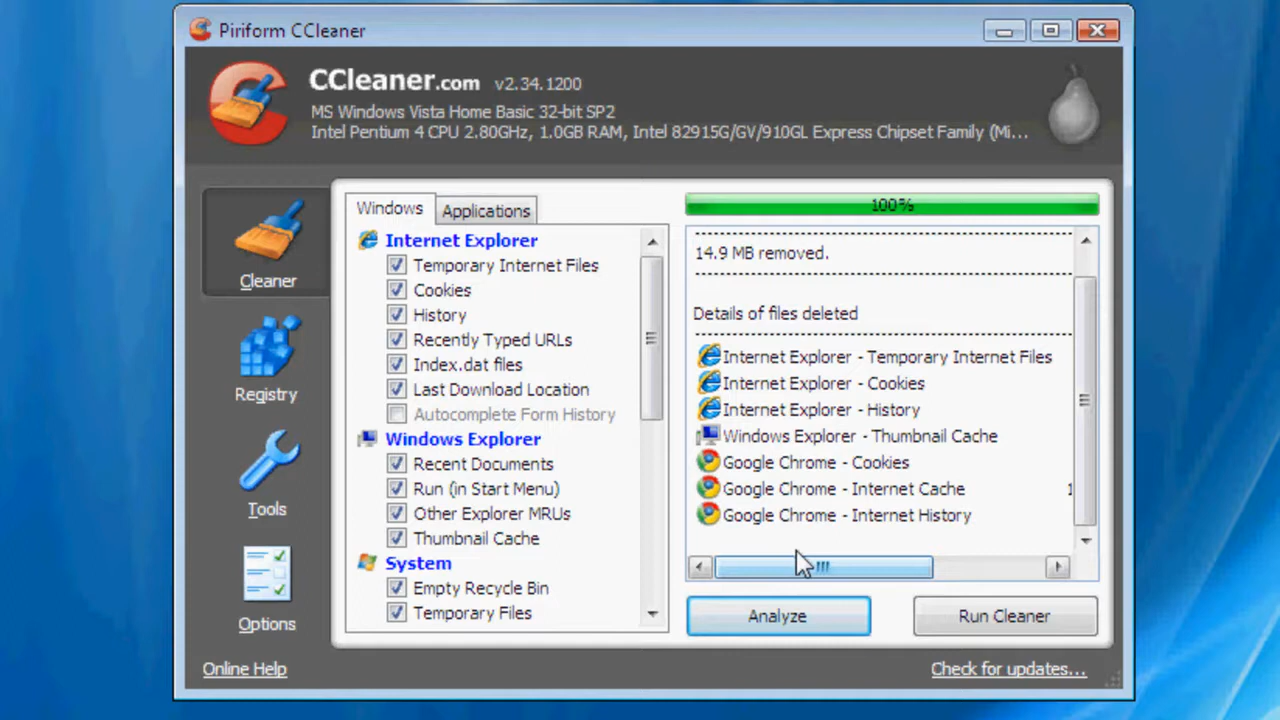 Piriform CCleaner
CCleaner.com v2.34.1200
MS Windows Vista Home Basic 32-bit SP2
Intel Pentium 4 CPU 2.80GHz, 1.0GB RAM, Intel 82915G/GV/910GL Express Chipset Family (Mi...
Cleaner
Registry
Tools
Options
Windows
Applications
Internet Explorer
Temporary Internet Files
Cookies
History
Recently Typed URLs
Index.dat files
Last Download Location
Autocomplete Form History
Windows Explorer
Recent Documents
Run (in Start Menu)
Other Explorer MRUs
Thumbnail Cache
System
Empty Recycle Bin
Temporary Files
100%
14.9 MB removed.
Details of files deleted
Internet Explorer - Temporary Internet Files
Internet Explorer - Cookies
Internet Explorer - History
Windows Explorer - Thumbnail Cache
Google Chrome - Cookies
Google Chrome - Internet Cache 1
Google Chrome - Internet History
Analyze
Run Cleaner
Online Help
Check for updates...